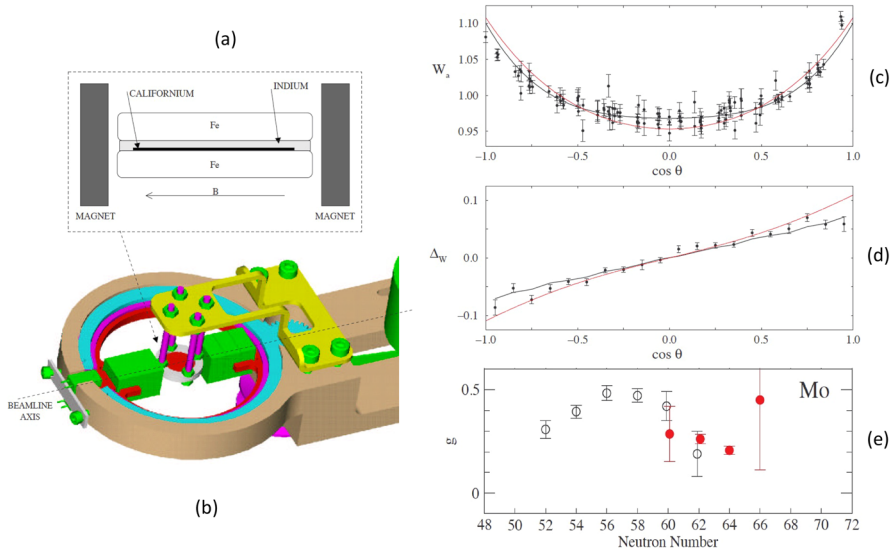 (a)
CALIFORNIUM
INDIUM
Fe
Fe
B
MAGNET
MAGNET
BEAMLINE
AXIS
(b)
1.10
1.05
1.00
0.95
Wₐ
-1.0
-0.5
0.0
0.5
1.0
cos θ
(c)
0.1
0.0
-0.1
Δ_W
-1.0
-0.5
0.0
0.5
1.0
cos θ
(d)
Mo
0.5
0
g
48 50 52 54 56 58 60 62 64 66 68 70 72
Neutron Number
(e)